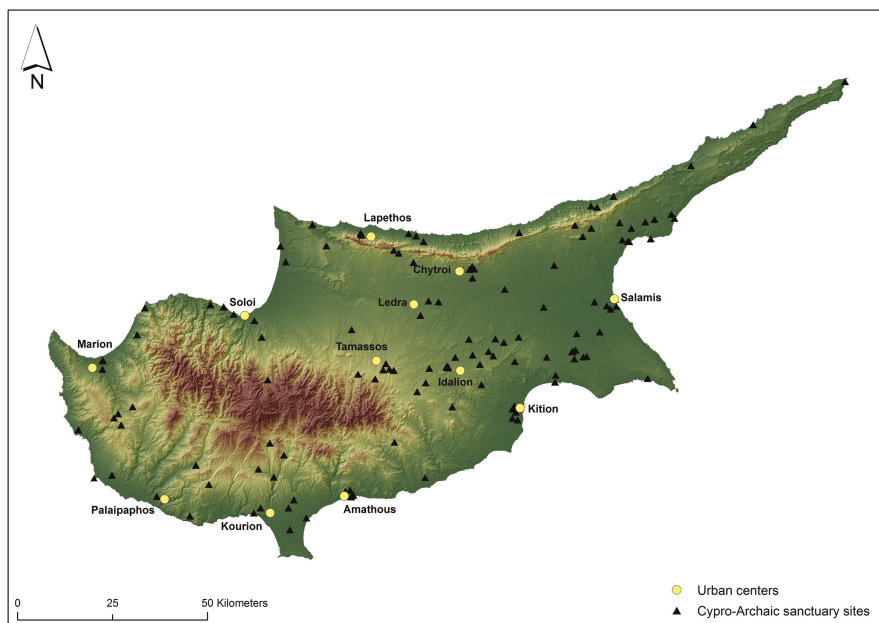 N
Lapethos
Chytroi
Soloi
Ledra
Salamis
Marion
Tamassos
Idalion
Kition
Palaipaphos
Kourion
Amathous
0 25 50 Kilometers
Urban centers
Cypro-Archaic sanctuary sites